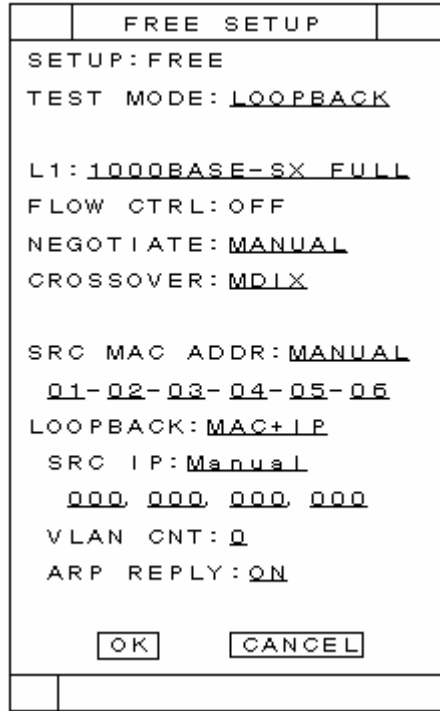 FREE SETUP
SETUP:FREE
TEST MODE:LOOPBACK
L1:1000BASE-SX FULL
FLOW CTRL:OFF
NEGOTIATE:MANUAL
CROSSOVER:MDIX
SRC MAC ADDR:MANUAL
01-02-03-04-05-06
LOOPBACK:MAC+IP
SRC IP:Manual
000. 000. 000. 000
VLAN CNT:0
ARP REPLY:ON
OK CANCEL